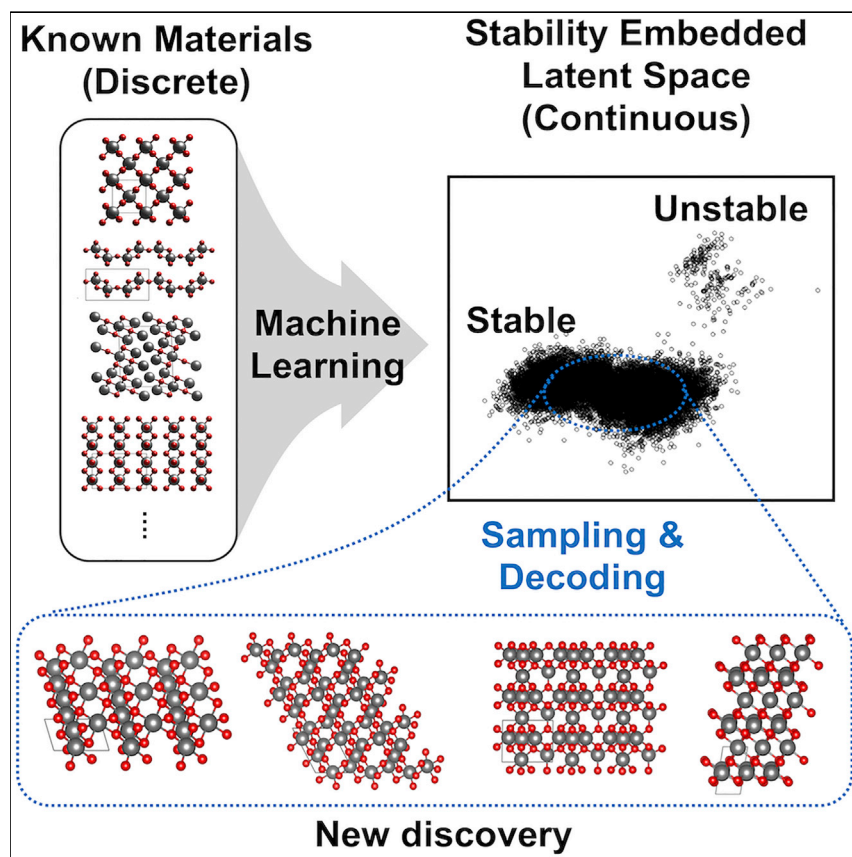 Known Materials
(Discrete)
Stability Embedded
Latent Space
(Continuous)
Machine
Learning
Unstable
Stable
Sampling &
Decoding
New discovery